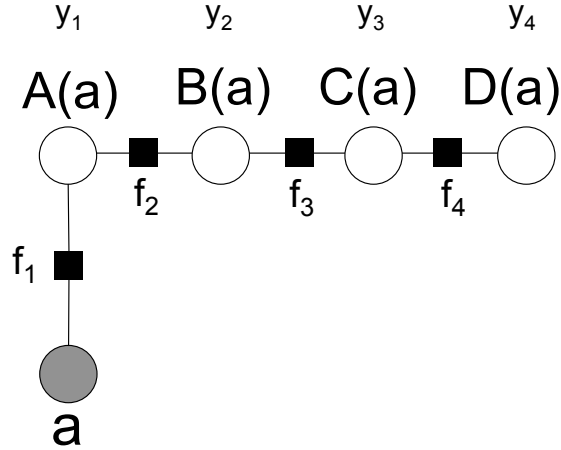 y₁ y₂ y₃ y₄
A(a) B(a) C(a) D(a)
f₂ f₃ f₄
f₁
a